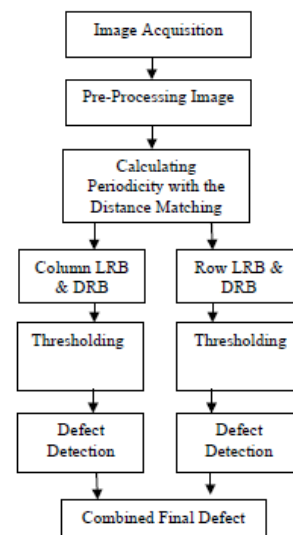 Image Acquisition
Pre-Processing Image
Calculating
Periodicity with the
Distance Matching
Column LRB
& DRB
Row LRB &
DRB
Thresholding
Thresholding
Defect
Detection
Defect
Detection
Combined Final Defect